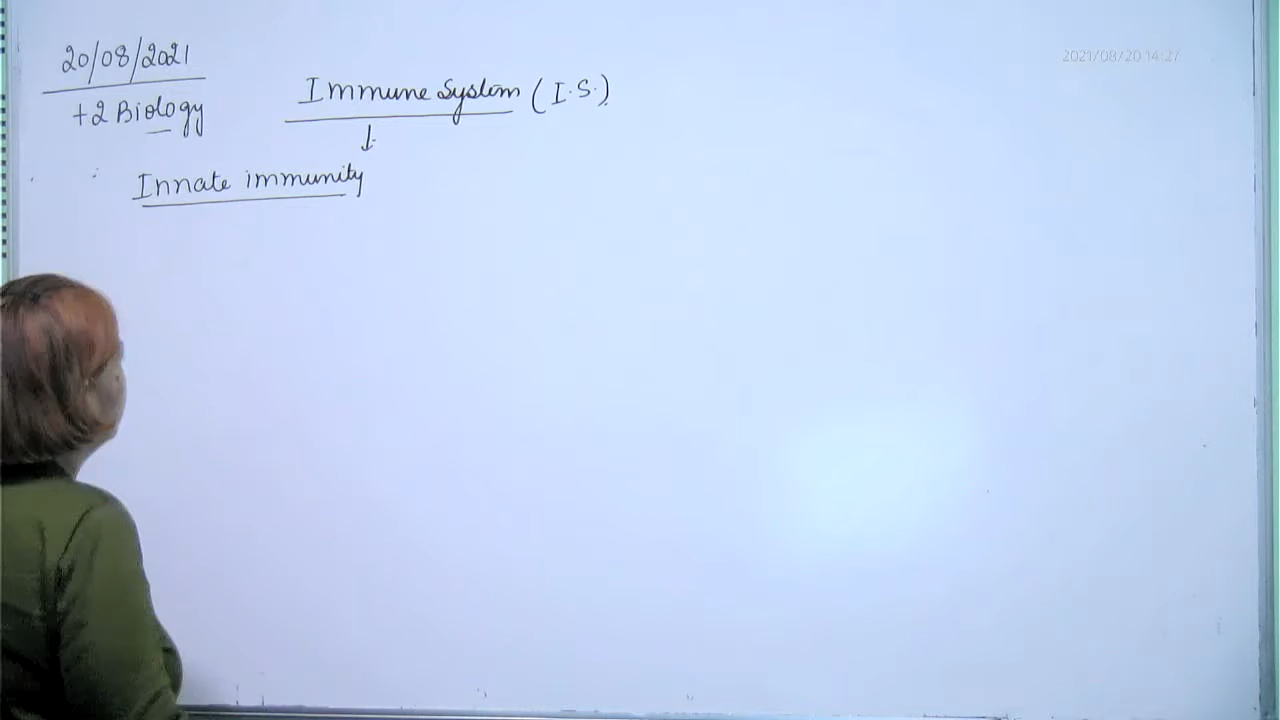 20/08/2021
+2 Biology
Immune System (I.S.)
↓
Innate immunity
2021/08/20 14:27